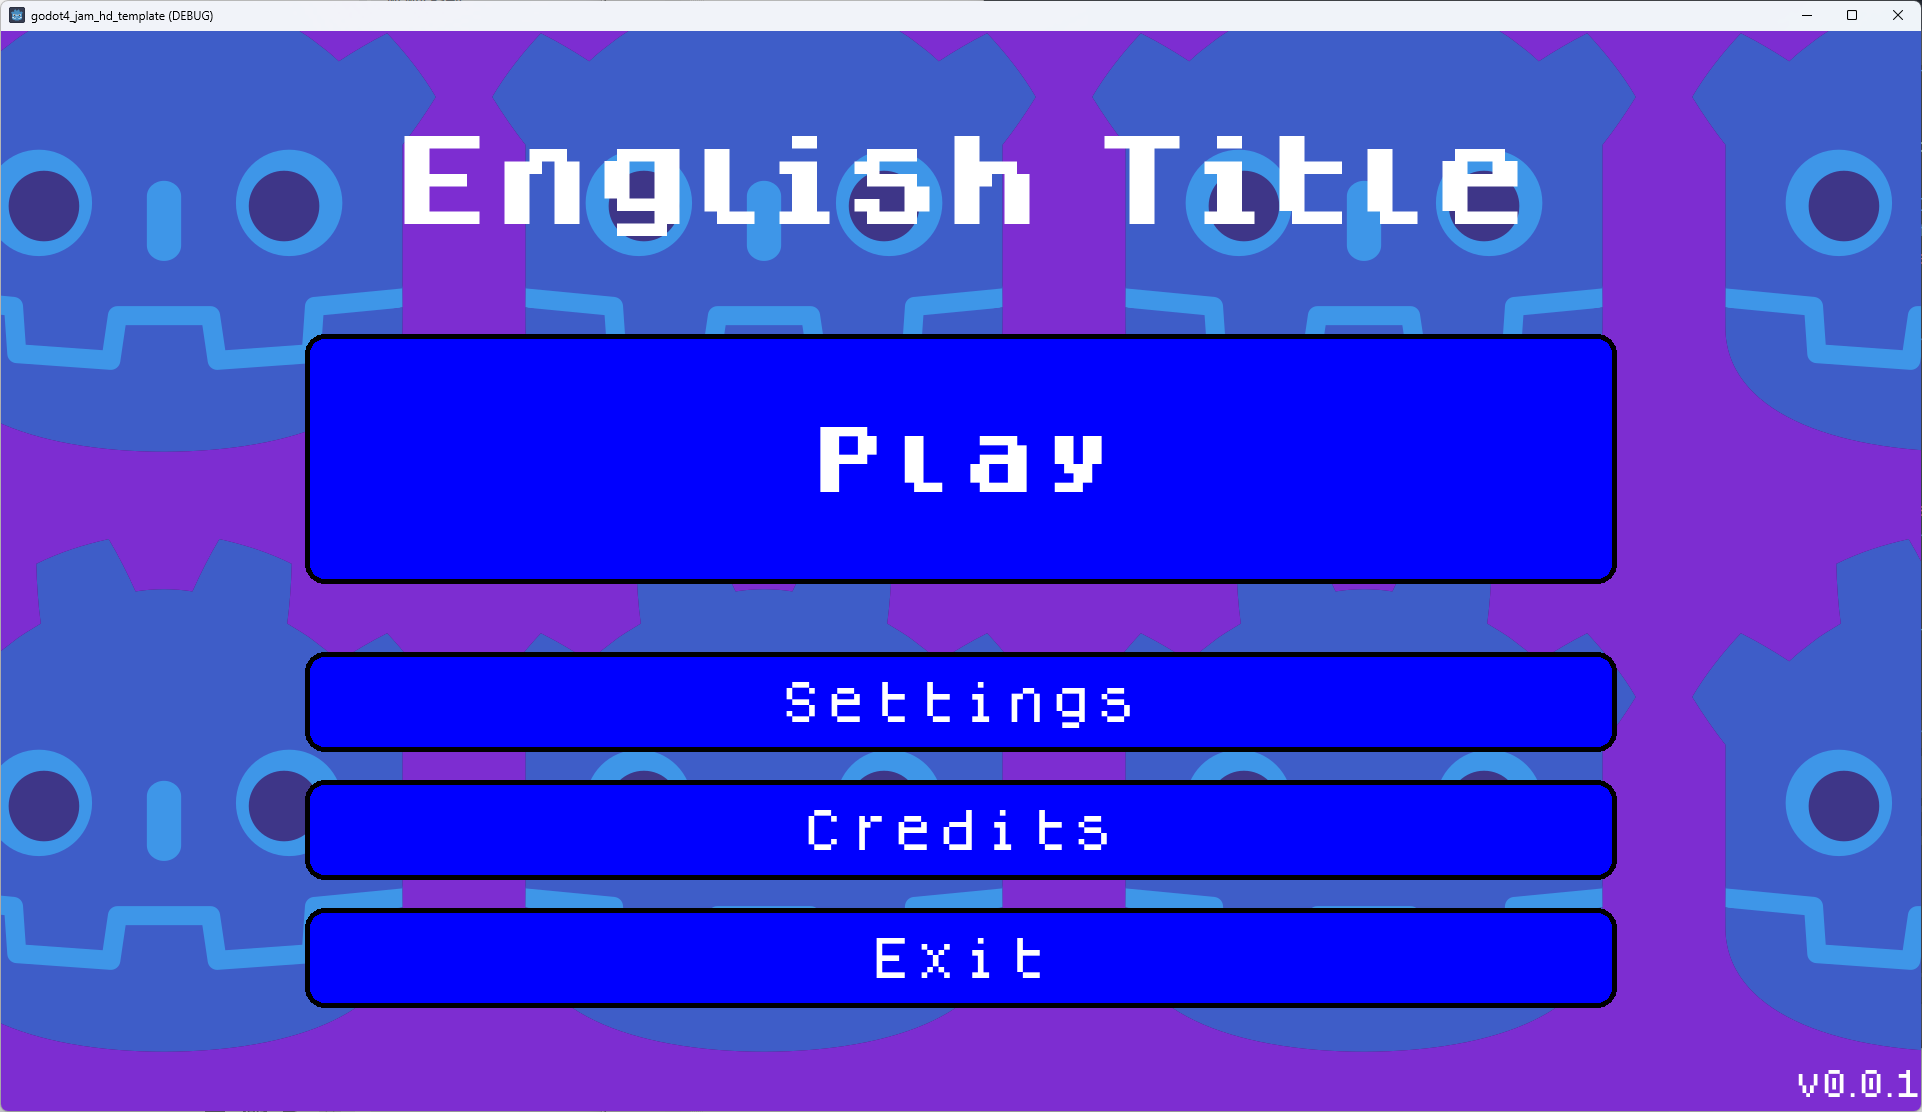 godot4_jam_hd_template (DEBUG)
English Title
Play
Settings
Credits
Exit
v0.0.1